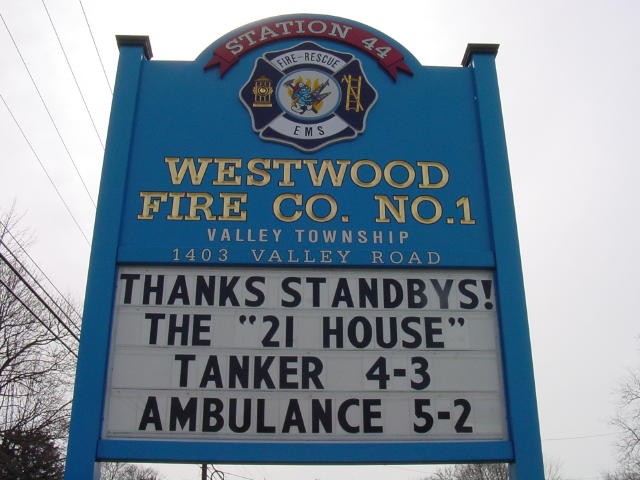 STATION 44
FIRE-RESCUE
EMS
WESTWOOD
FIRE CO. NO.1
VALLEY TOWNSHIP
1403 VALLEY ROAD
THANKS STANDBYS!
THE "21 HOUSE"
TANKER 4-3
AMBULANCE 5-2